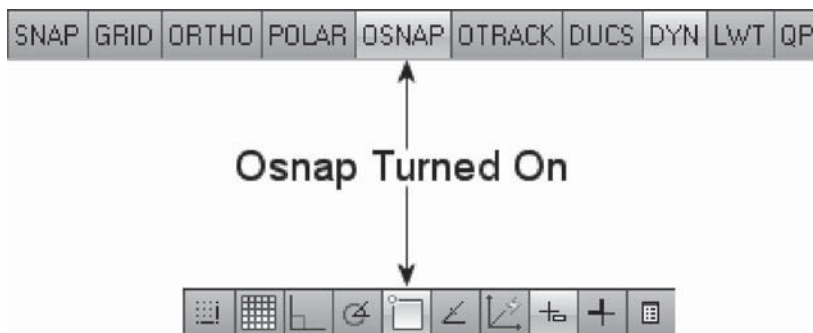 SNAP GRID ORTHO POLAR OSNAP OTRACK DUCS DYN LWT QP
Osnap Turned On